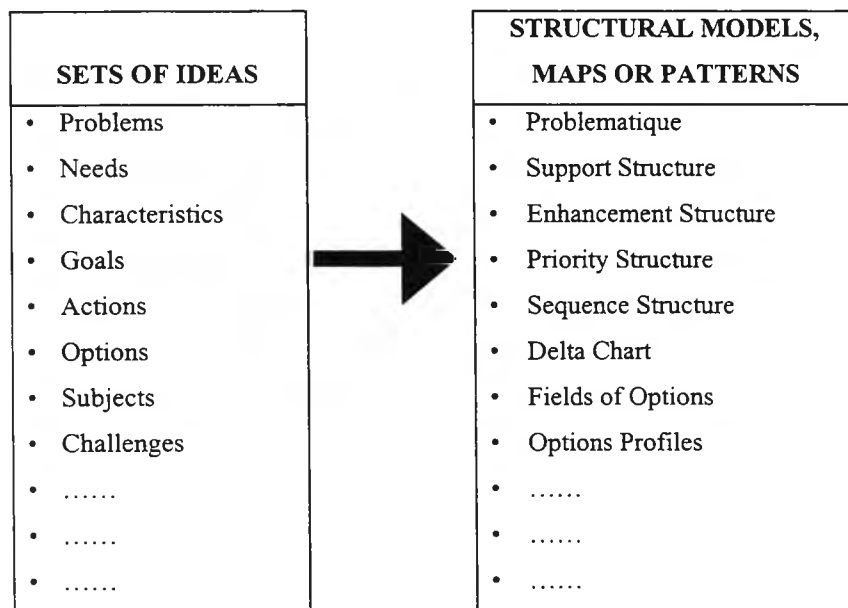 SETS OF IDEAS
• Problems
• Needs
• Characteristics
• Goals
• Actions
• Options
• Subjects
• Challenges
• ......
• ......
• ......
STRUCTURAL MODELS,
MAPS OR PATTERNS
• Problematique
• Support Structure
• Enhancement Structure
• Priority Structure
• Sequence Structure
• Delta Chart
• Fields of Options
• Options Profiles
• ......
• ......
• ......